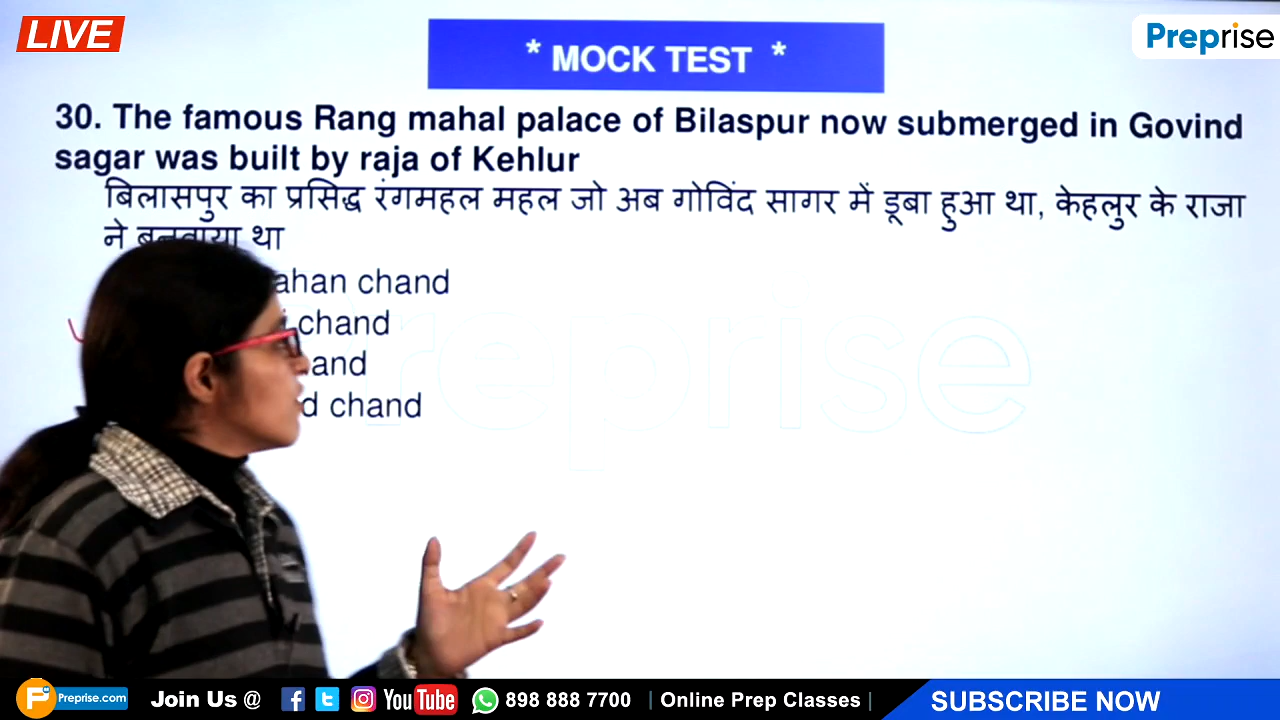 LIVE
* MOCK TEST *
Preprise
30. The famous Rang mahal palace of Bilaspur now submerged in Govind
sagar was built by raja of Kehlur
बिलासपुर का प्रसिद्ध रंगमहल महल जो अब गोविंद सागर में डूबा हुआ था, केहलुर के राजा
ने बनवाया था
ahan chand
chand
and
d chand
Preprise
Preprise.com
Join Us @
YouTube
898 888 7700
Online Prep Classes
SUBSCRIBE NOW